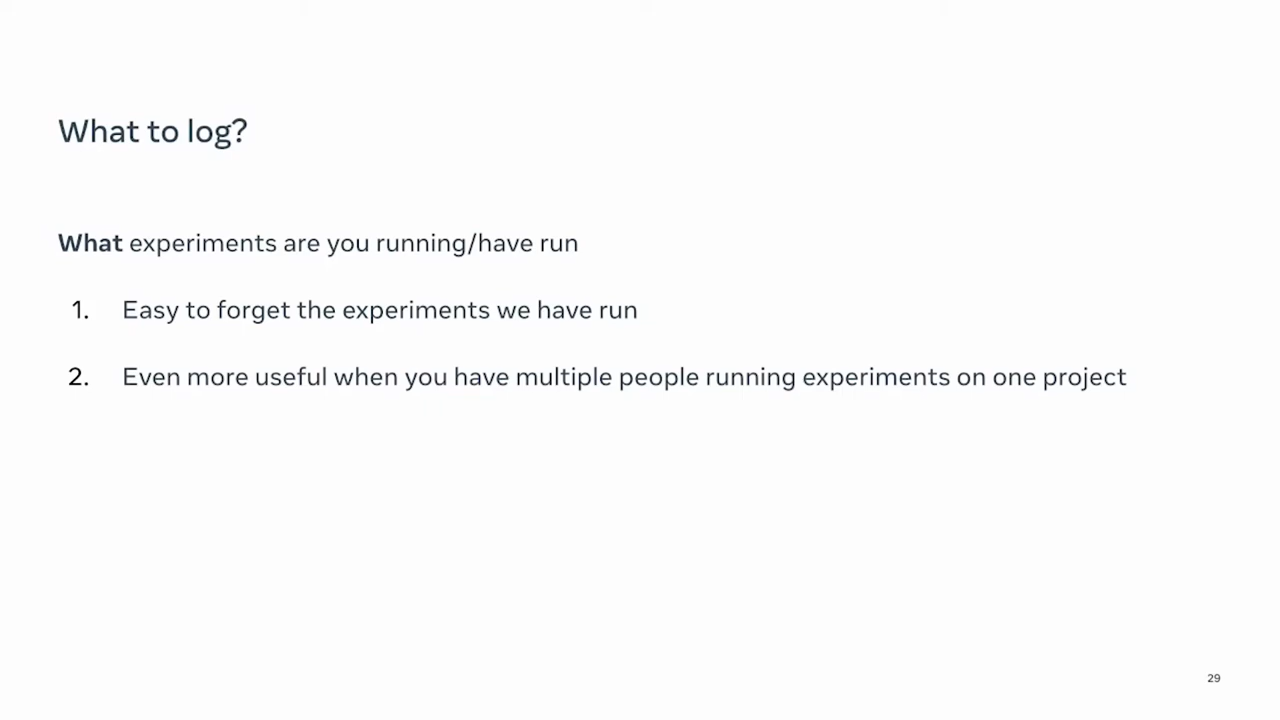 What to log?
What experiments are you running/have run
1. Easy to forget the experiments we have run
2. Even more useful when you have multiple people running experiments on one project
29